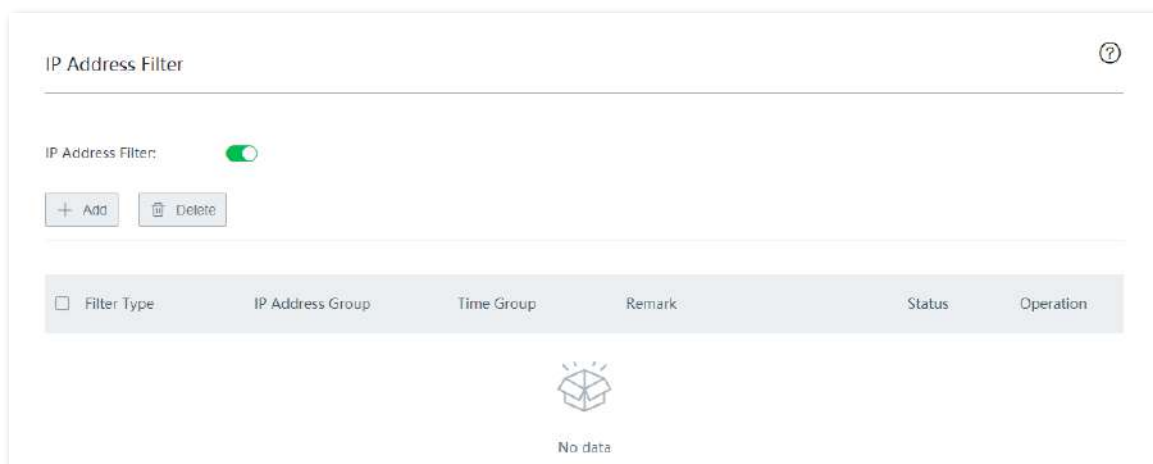 IP Address Filter
IP Address Filter:
Add Delete
Filter Type IP Address Group Time Group Remark Status Operation
No data